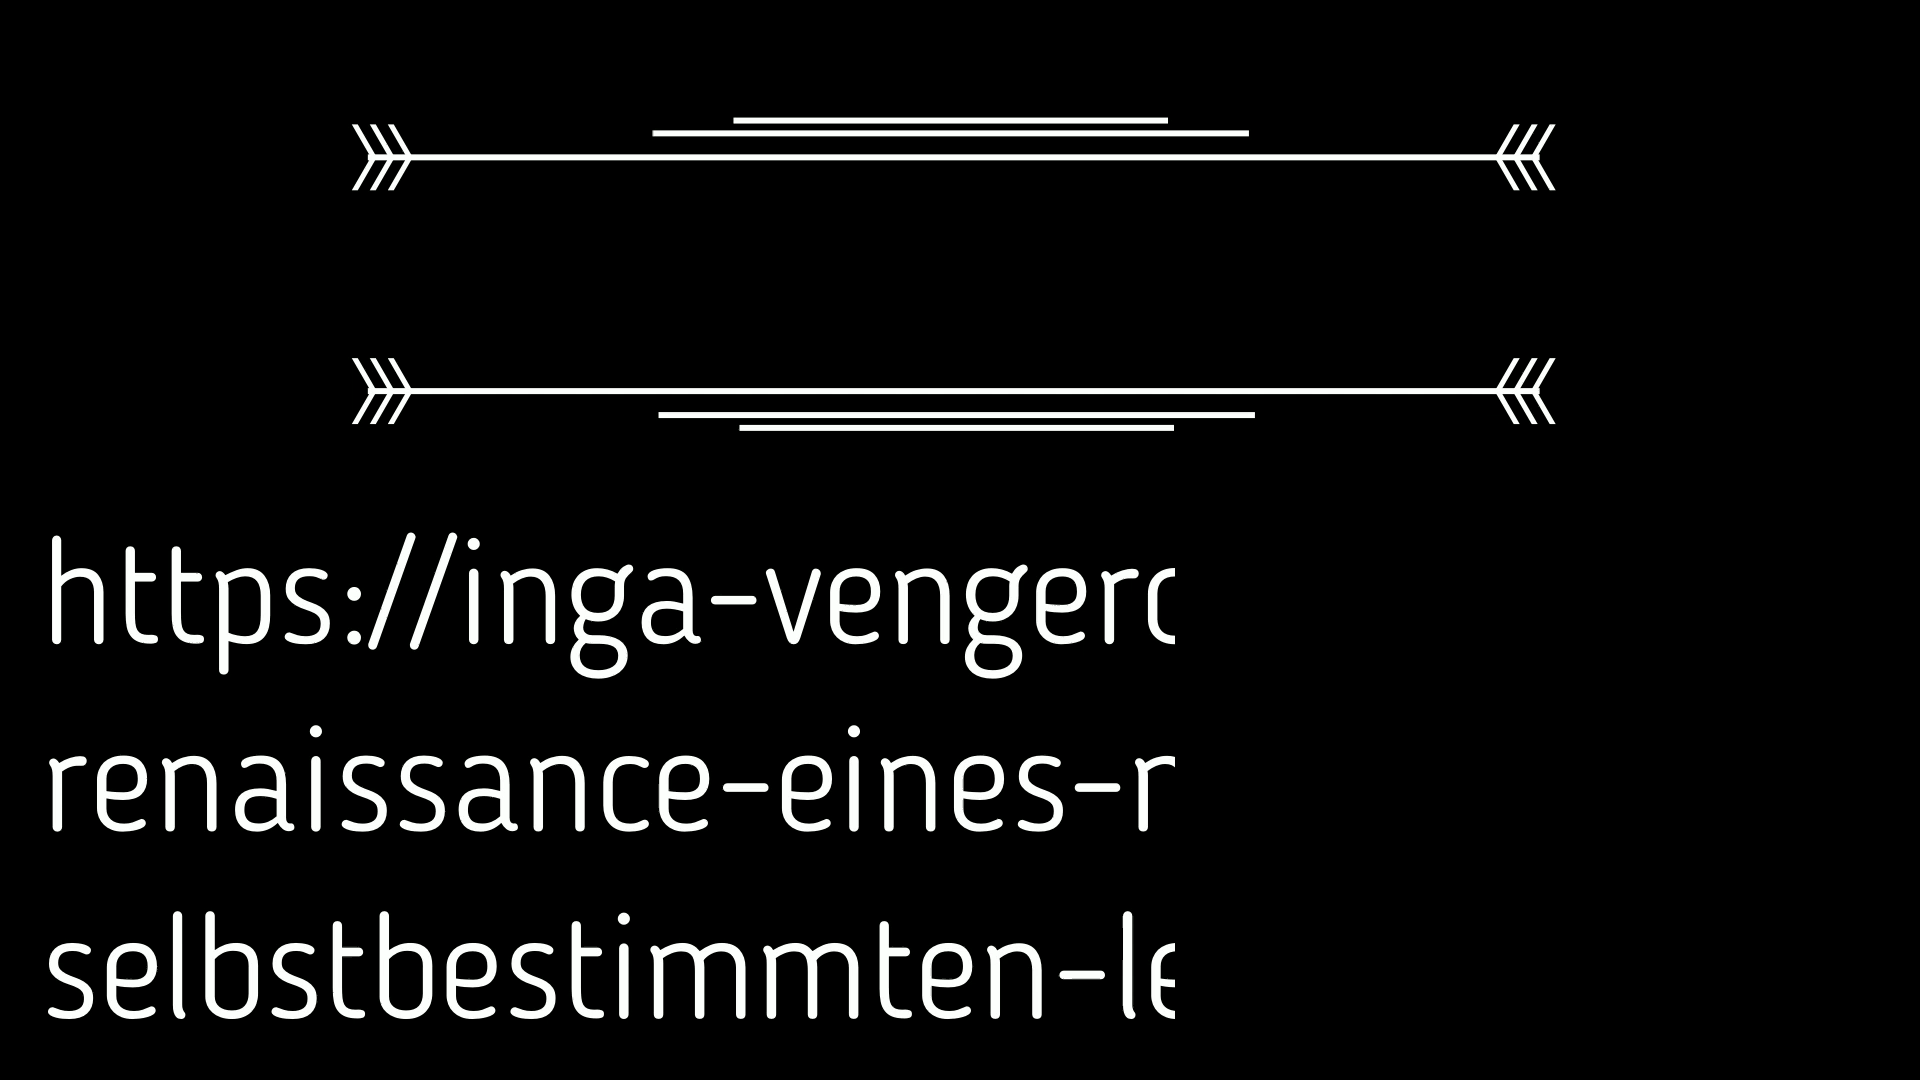 https://inga-venger
renaissance-eines-
selbstbestimmten-l